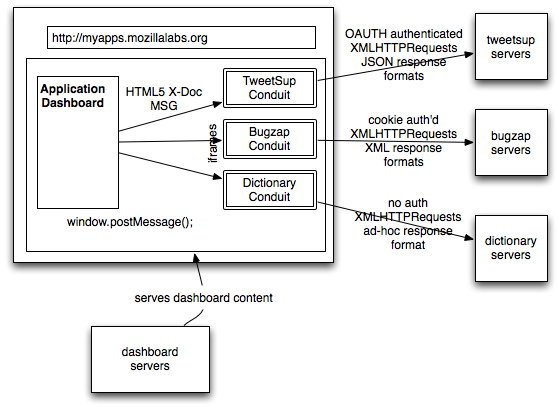 http://myapps.mozillalabs.org
Application
Dashboard
HTML5 X-Doc
MSG
TweetSup
Conduit
iframes
Bugzap
Conduit
Dictionary
Conduit
window.postMessage();
OAUTH authenticated
XMLHTTPRequests
JSON response
formats
tweetsup
servers
cookie auth'd
XMLHTTPRequests
XML response
formats
bugzap
servers
no auth
XMLHTTPRequests
ad-hoc response
format
dictionary
servers
serves dashboard content
dashboard
servers